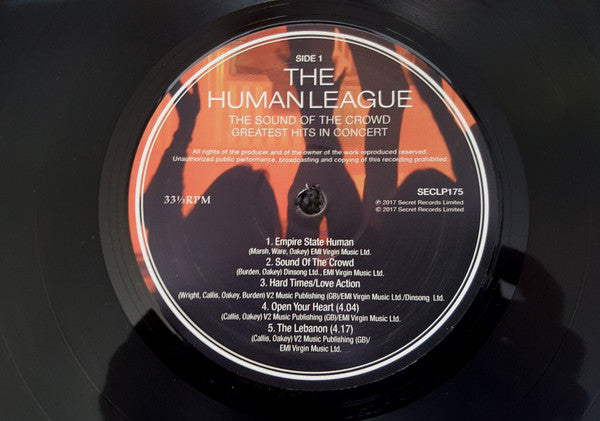 SIDE 1
THE
HUMAN LEAGUE
THE SOUND OF THE CROWD
GREATEST HITS IN CONCERT
All rights of the producer and of the owner of the work reproduced reserved.
Unauthorized public performance, broadcasting and copying of this recording prohibited.
SECLP175
33⅓RPM
℗ 2017 Secret Records Limited
© 2017 Secret Records Limited
1. Empire State Human
(Marsh, Ware, Oakey) EMI Virgin Music Ltd.
2. Sound Of The Crowd
(Burden, Oakey) Dinsong Ltd., EMI Virgin Music Ltd.
3. Hard Times/Love Action
(Wright, Callis, Oakey, Burden) V2 Music Publishing (GB)/EMI Virgin Music Ltd./Dinsong Ltd.
4. Open Your Heart (4.04)
(Callis, Oakey) V2 Music Publishing (GB)/EMI Virgin Music Ltd.
5. The Lebanon (4.17)
(Callis, Oakey) V2 Music Publishing (GB)/
EMI Virgin Music Ltd.